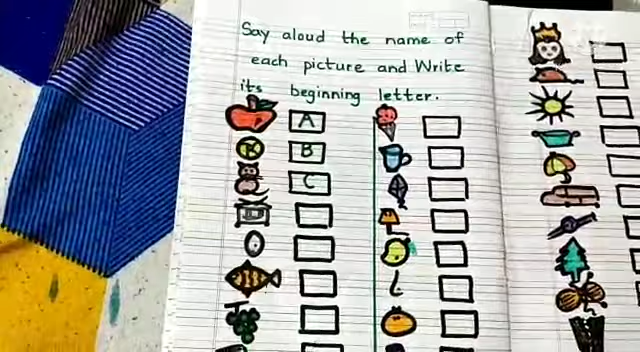 Say aloud the name of
each picture and Write
its beginning letter.
A
B
C